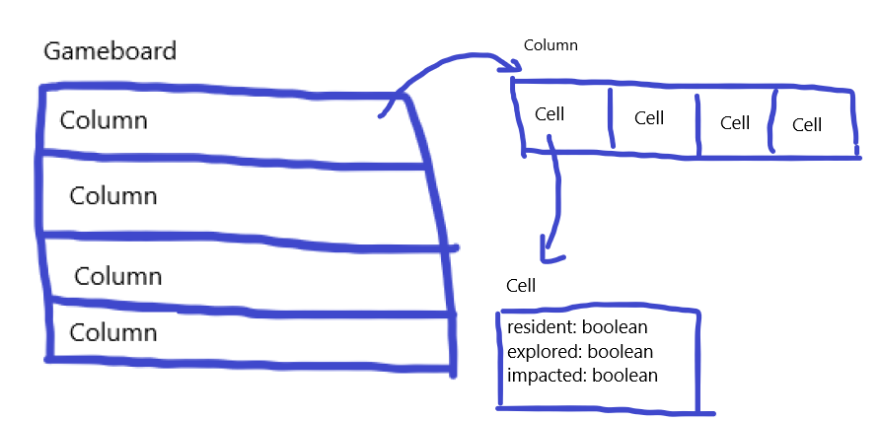 Gameboard
Column
Column
Column
Column
Column
Cell
Cell
Cell
Cell
Cell
resident: boolean
explored: boolean
impacted: boolean